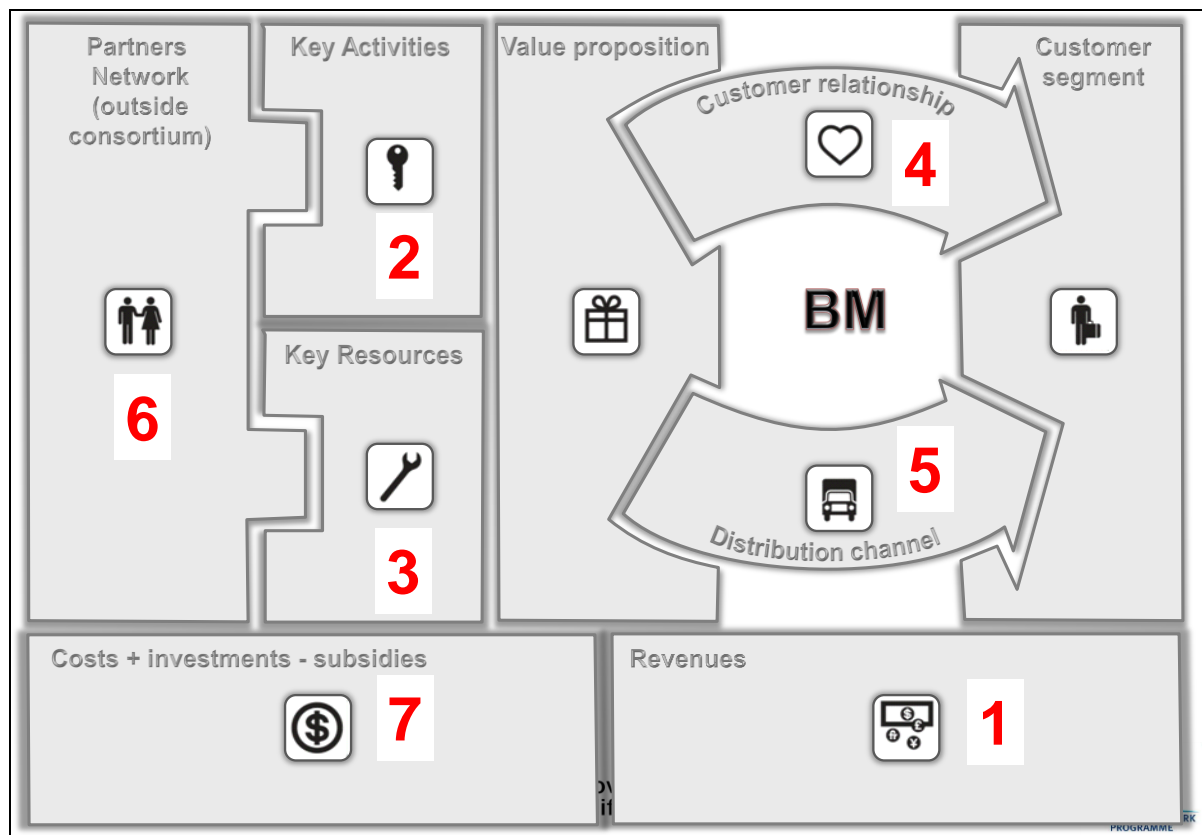 Partners
Network
(outside
consortium)
6
Key Activities
2
Key Resources
3
Value proposition
Customer relationship
4
BM
5
Distribution channel
Customer
segment
Costs + investments - subsidies
7
Revenues
1
PROGRAMME